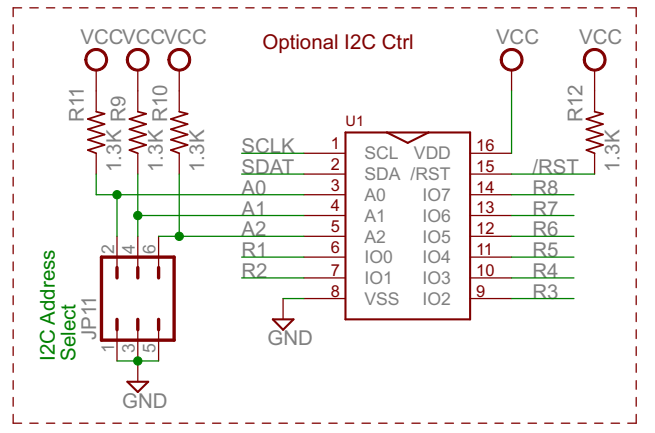 Optional I2C Ctrl
VCC
VCC
VCC
VCC
VCC
R11
R9
R10
R12
1.3K
1.3K
1.3K
1.3K
U1
SCLK 1 SCL VDD 16
SDAT 2 SDA /RST 15 /RST
A0 3 A0 IO7 14 R8
A1 4 A1 IO6 13 R7
A2 5 A2 IO5 12 R6
R1 6 IO0 IO4 11 R5
R2 7 IO1 IO3 10 R4
8 VSS IO2 9 R3
GND
2 4 6
I2C Address
Select
JP11
1 3 5
GND